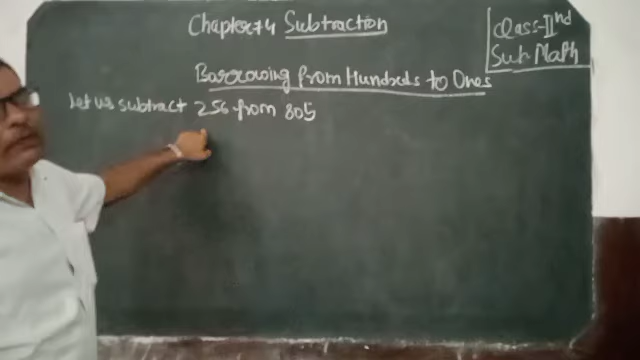 Chapter 4 Subtraction
Class-IInd
Sub Math
Borrowing from Hundreds to Ones
Let us subtract 256 from 805